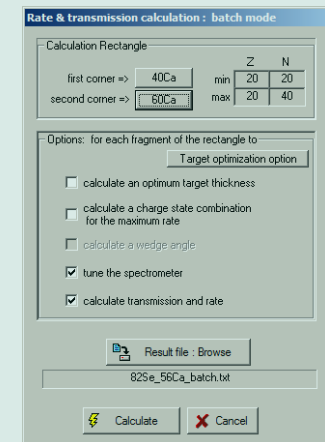 Rate & transmission calculation : batch mode
Calculation Rectangle
Z N
first corner => 40Ca min 20 20
second corner => 60Ca max 20 40
Options: for each fragment of the rectangle to
Target optimization option
calculate an optimum target thickness
calculate a charge state combination
for the maximum rate
calculate a wedge angle
tune the spectrometer
calculate transmission and rate
Result file : Browse
82Se_56Ca_batch.txt
Calculate Cancel